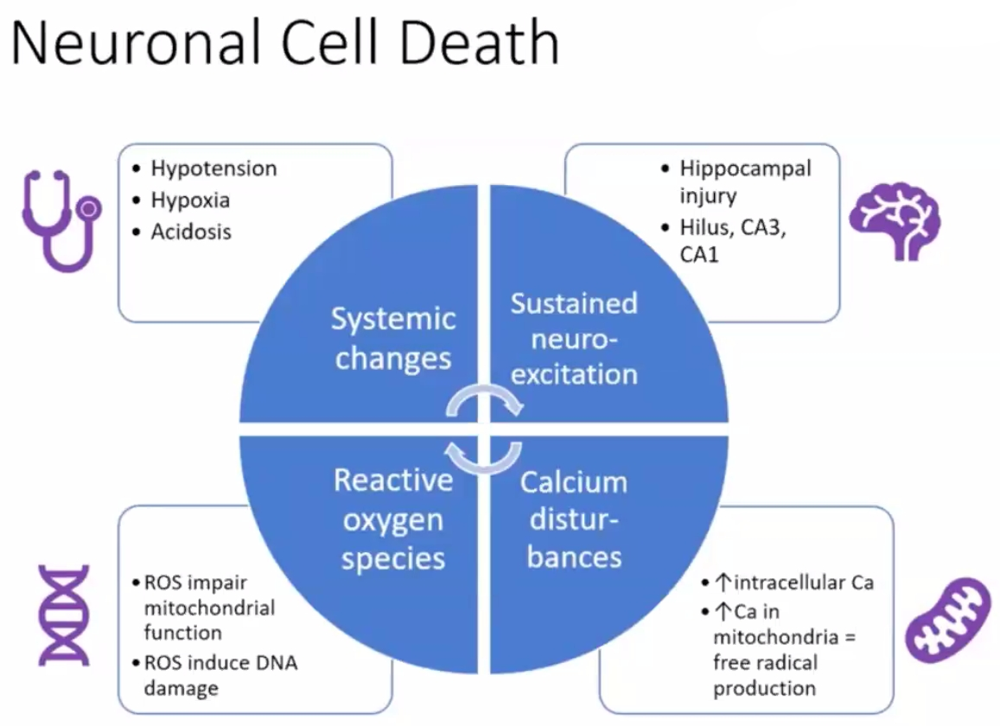 Neuronal Cell Death
• Hypotension
• Hypoxia
• Acidosis
• Hippocampal
injury
• Hilus, CA3,
CA1
Systemic
changes
Sustained
neuro-
excitation
Reactive
oxygen
species
Calcium
distur-
bances
• ROS impair
mitochondrial
function
• ROS induce DNA
damage
• ↑intracellular Ca
• ↑Ca in
mitochondria =
free radical
production